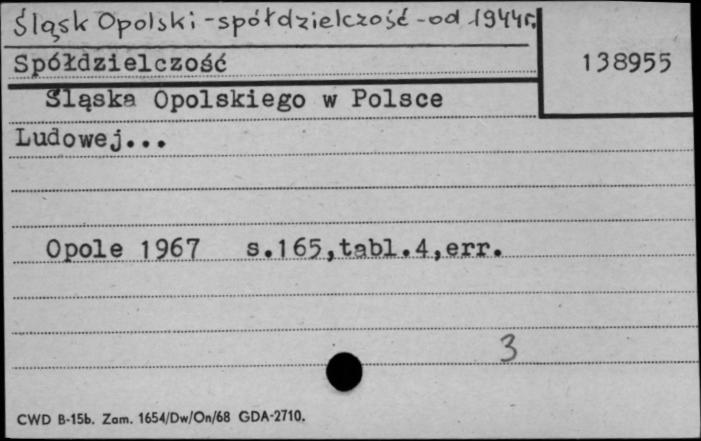 Śląsk Opolski - spółdzielczość - od 1944r.
Spółdzielczość
138955
Śląska Opolskiego w Polsce
Ludowej...
Opole 1967 s.165,tabl.4,err.
3
CWD B-15b. Zam. 1654/Dw/On/68 GDA-2710.